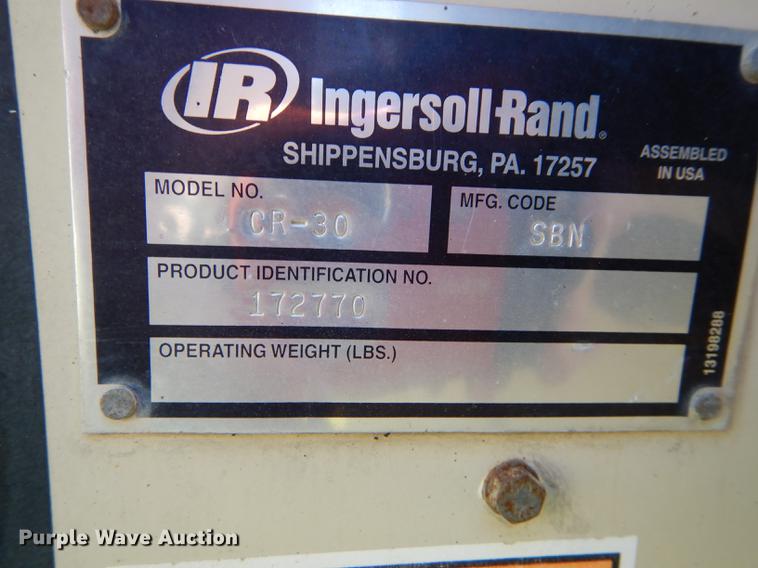 IR Ingersoll-Rand®
SHIPPENSBURG, PA. 17257
ASSEMBLED
IN USA
MODEL NO.
CR-30
MFG. CODE
SBN
PRODUCT IDENTIFICATION NO.
172770
OPERATING WEIGHT (LBS.)
13198288
Purple Wave Auction